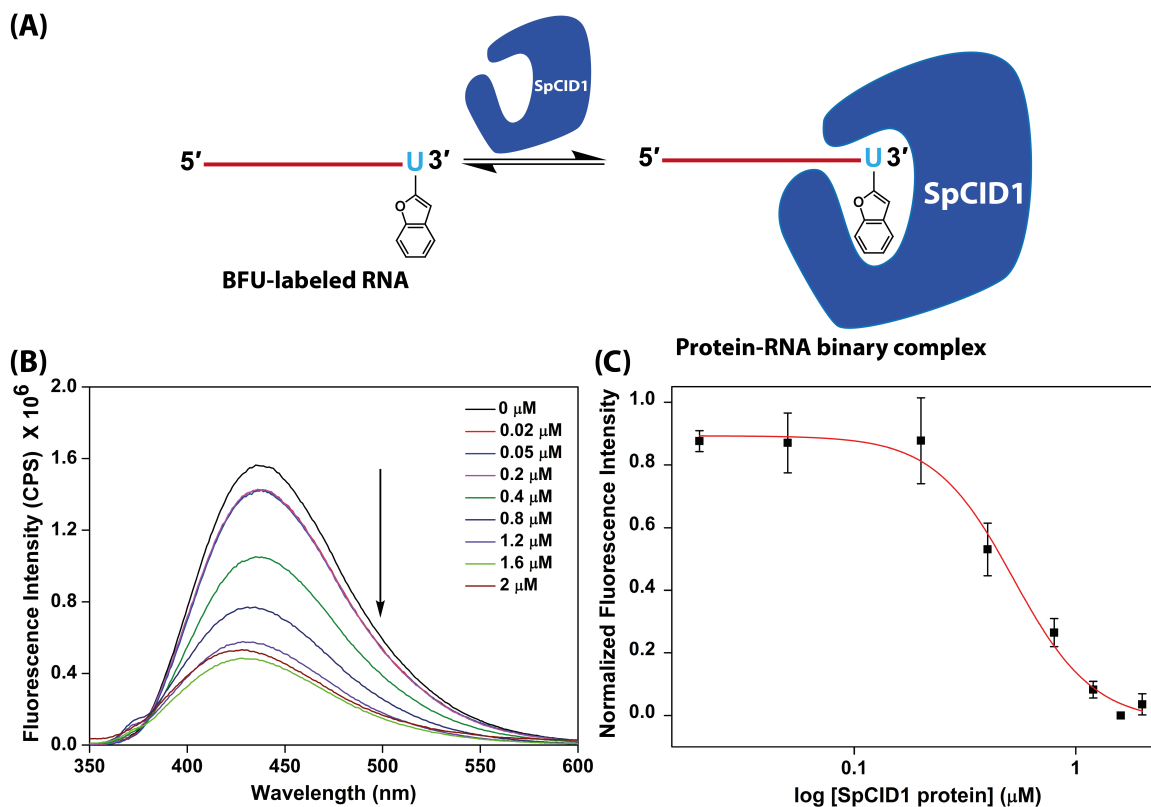 (A)
SpCID1
5′ U 3′
5′ U 3′
SpCID1
O
O
BFU-labeled RNA
Protein-RNA binary complex
(B)
Fluorescence Intensity (CPS) X 10⁶
2.0
1.6
1.2
0.8
0.4
0.0
350 400 450 500 550 600
Wavelength (nm)
0 μM
0.02 μM
0.05 μM
0.2 μM
0.4 μM
0.8 μM
1.2 μM
1.6 μM
2 μM
(C)
Normalized Fluorescence Intensity
1.0
0.8
0.6
0.4
0.2
0.0
0.1 1
log [SpCID1 protein] (μM)